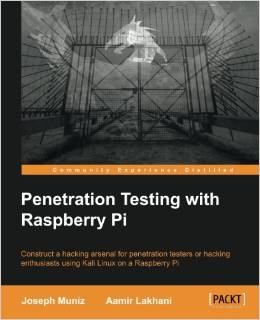 Community Experience Distilled
Penetration Testing with
Raspberry Pi
Construct a hacking arsenal for penetration testers or hacking
enthusiasts using Kali Linux on a Raspberry Pi
Joseph Muniz Aamir Lakhani
PACKT